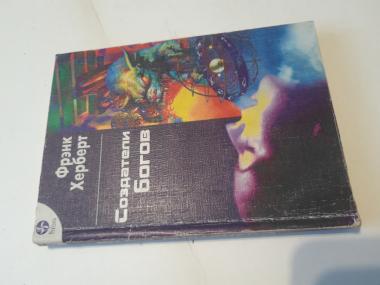 Фрэнк
Херберт
Создатели
богов